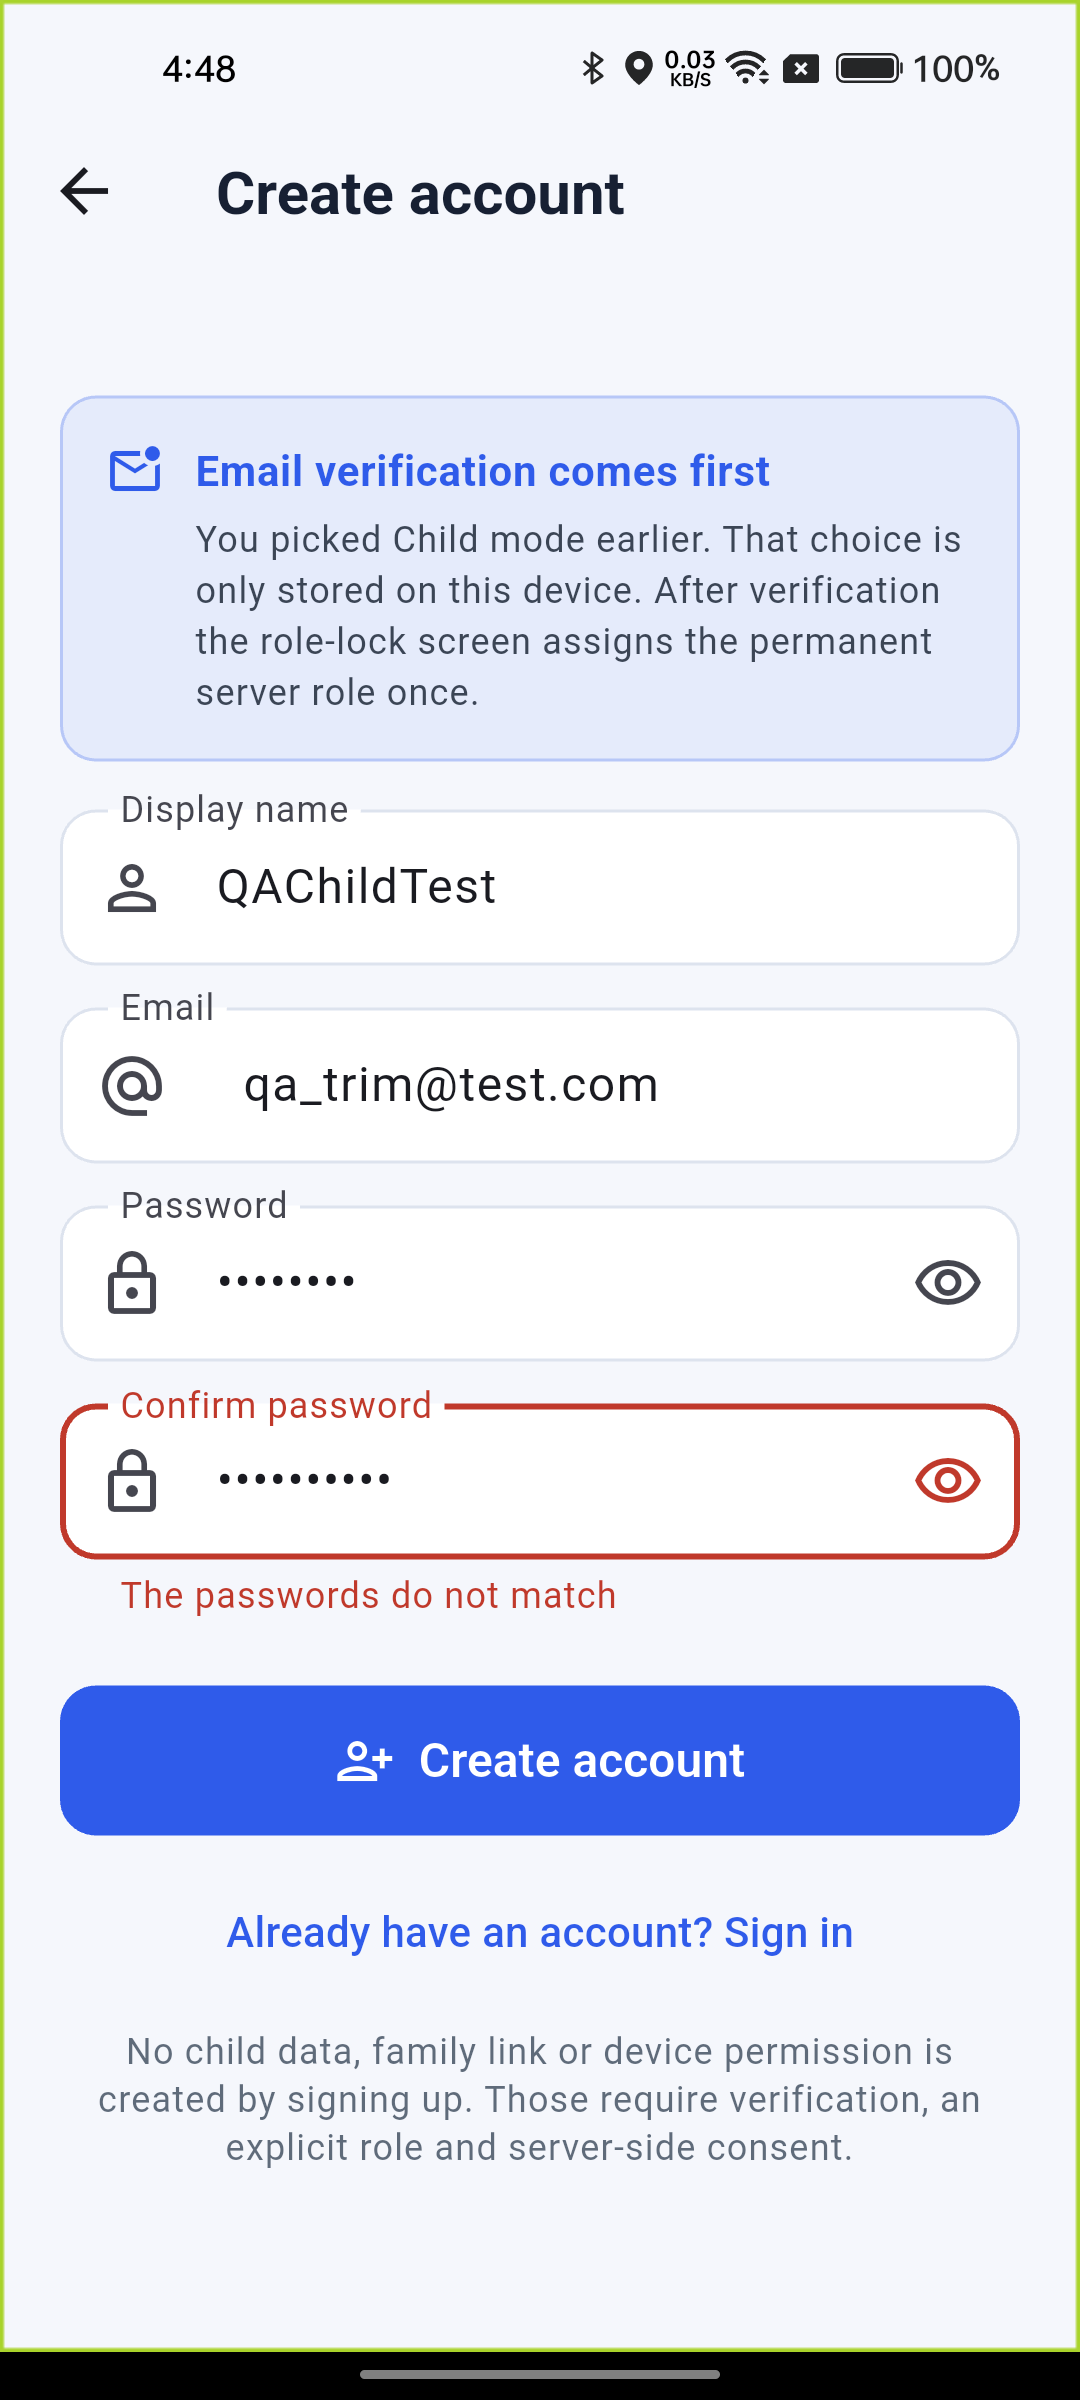 4:48
0.03
KB/S
100%
Create account
Email verification comes first
You picked Child mode earlier. That choice is
only stored on this device. After verification
the role-lock screen assigns the permanent
server role once.
Display name
QAChildTest
Email
qa_trim@test.com
Password
••••••••
Confirm password
••••••••••
The passwords do not match
Create account
Already have an account? Sign in
No child data, family link or device permission is
created by signing up. Those require verification, an
explicit role and server-side consent.